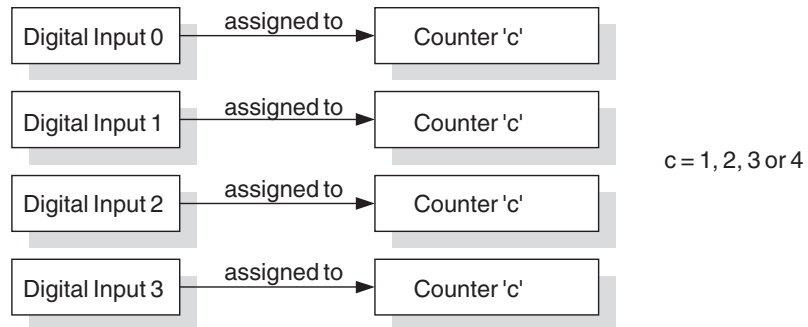 Digital Input 0 assigned to Counter 'c'
Digital Input 1 assigned to Counter 'c'
c = 1, 2, 3 or 4
Digital Input 2 assigned to Counter 'c'
Digital Input 3 assigned to Counter 'c'